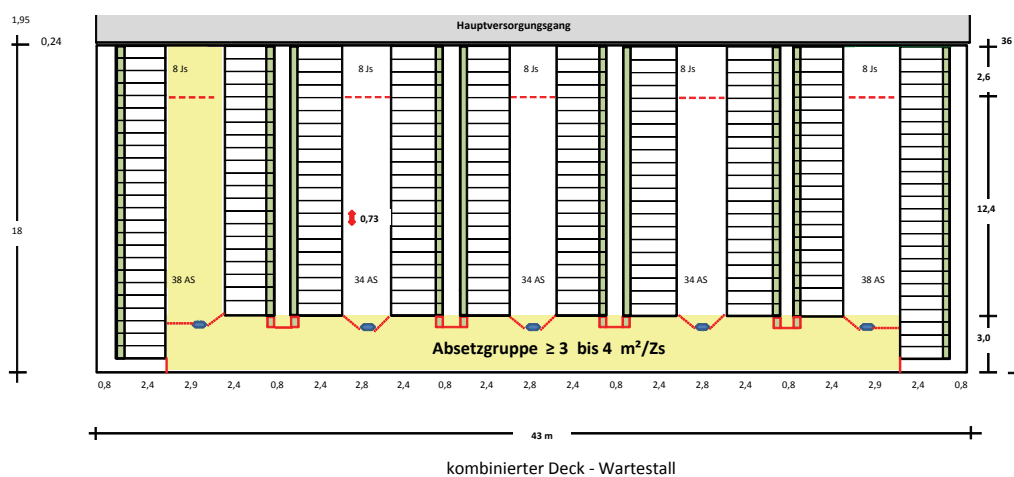 1,95
Hauptversorgungsgang
0,24
36
8 Js 8 Js 8 Js 8 Js 8 Js
2,6
12,4
0,73
18
38 AS 34 AS 34 AS 34 AS 38 AS
Absetzgruppe ≥ 3 bis 4 m²/Zs
3,0
0,8 2,4 2,9 2,4 0,8 2,4 2,8 2,4 0,8 2,4 2,8 2,4 0,8 2,4 2,8 2,4 0,8 2,4 2,9 2,4 0,8
43 m
kombinierter Deck - Wartestall